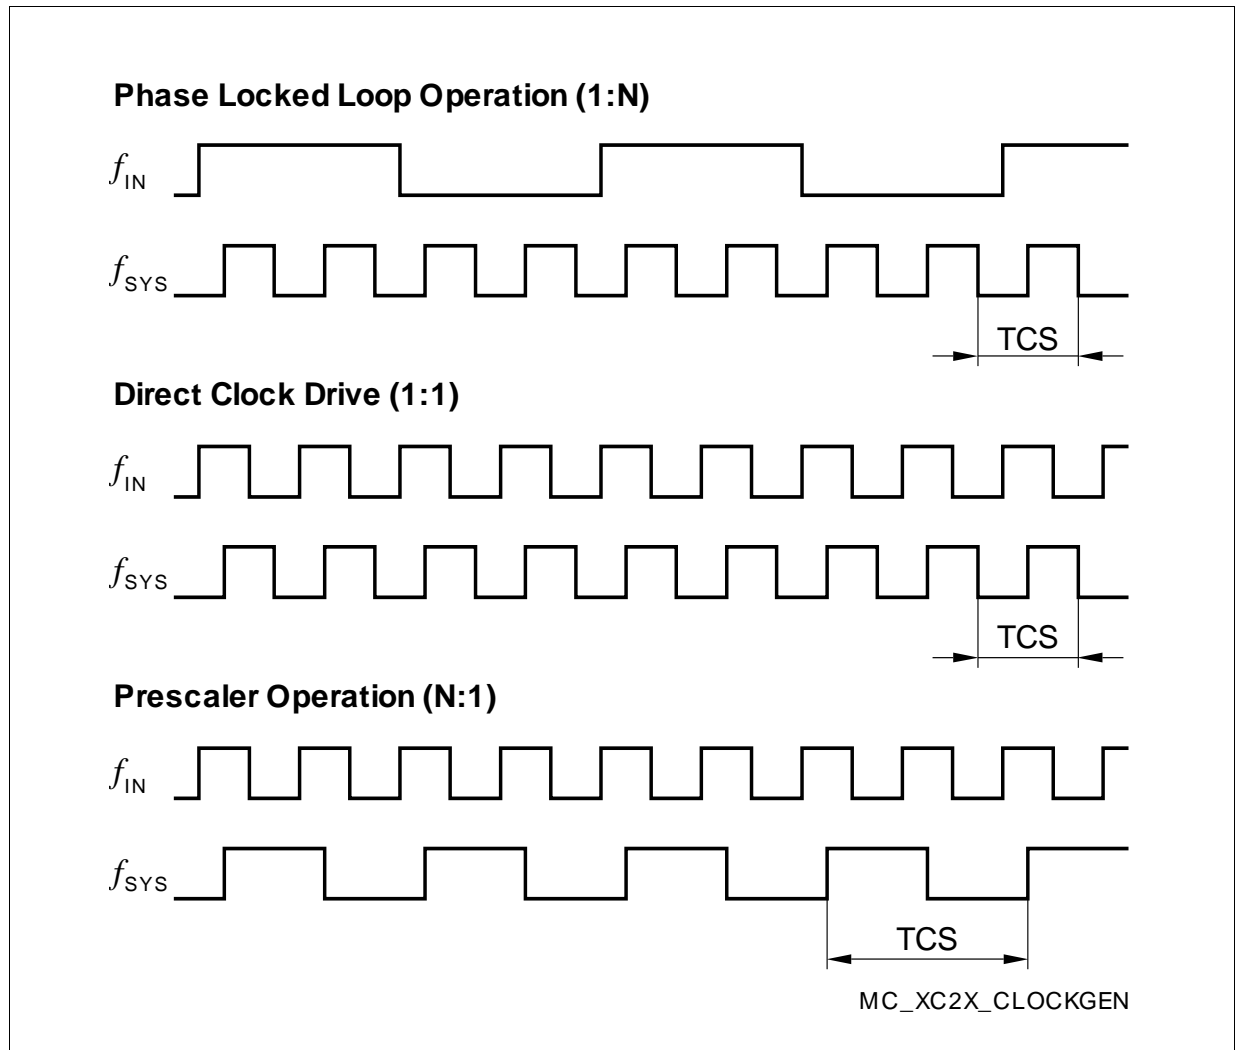 Phase Locked Loop Operation (1:N)
fIN
fSYS
TCS
Direct Clock Drive (1:1)
fIN
fSYS
TCS
Prescaler Operation (N:1)
fIN
fSYS
TCS
MC_XC2X_CLOCKGEN